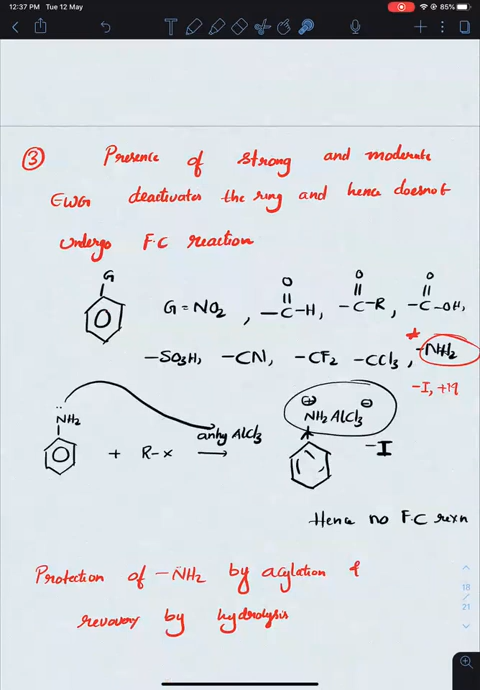 12:37 PM Tue 12 May
85%
③ Presence of strong and moderate
EWG deactivates the ring and hence doesnot
undergo F.C reaction
G
G = NO2 , -C-H, -C-R, -C-OH,
O O O
-SO3H, -CN, -CF2 -CCl3, * -NH2
-I, +M
NH2 + R-x anhy AlCl3 → ⊕ NH2 AlCl3 ⊖
-I
Hence no F.C rexn
Protection of -NH2 by acylation &
revovery by hydrolysis
18
/
21